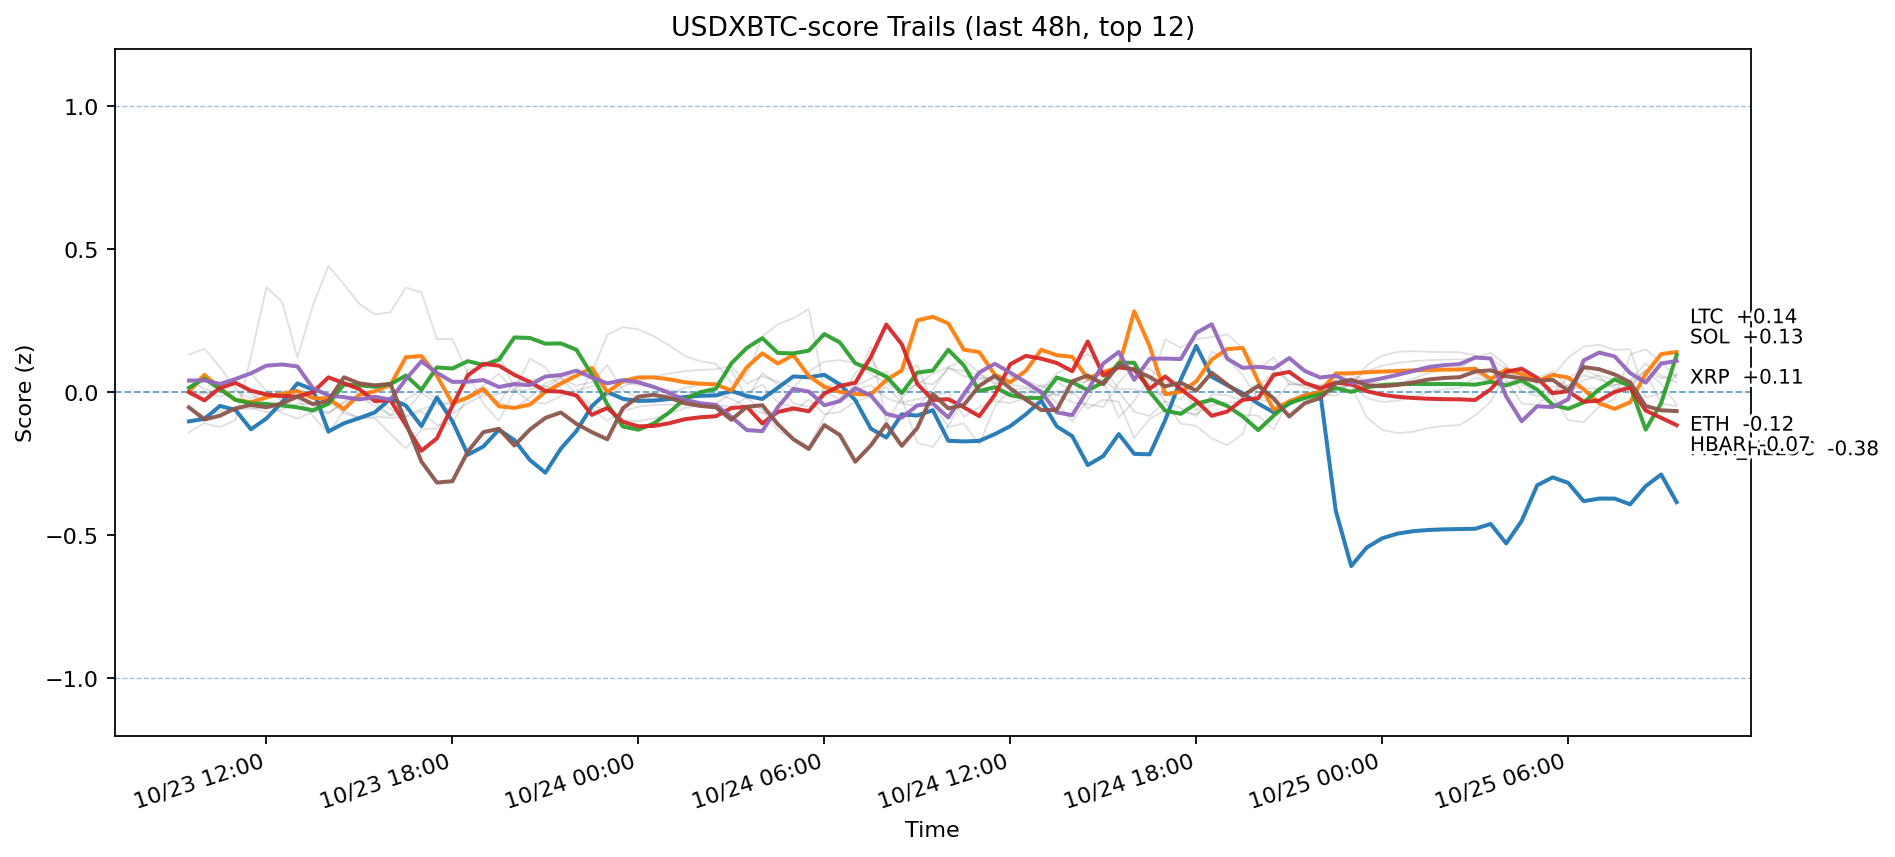 USDXBTC-score Trails (last 48h, top 12)
Score (z)
1.0
0.5
0.0
−0.5
−1.0
LTC +0.14
SOL +0.13
XRP +0.11
ETH -0.12
HBAR -0.07
-0.38
10/23 12:00
10/23 18:00
10/24 00:00
10/24 06:00
10/24 12:00
10/24 18:00
10/25 00:00
10/25 06:00
Time